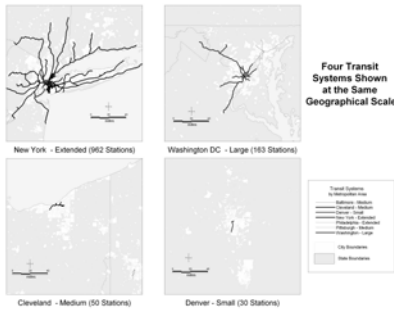 Four Transit
Systems Shown
at the Same
Geographical Scale
New York - Extended (962 Stations)
Washington DC - Large (163 Stations)
Cleveland - Medium (50 Stations)
Denver - Small (30 Stations)
Transit Systems
by Metropolitan Area
Baltimore - Medium
Cleveland - Medium
Denver - Small
New York - Extended
Philadelphia - Extended
Pittsburgh - Medium
Washington - Large
City Boundaries
State Boundaries